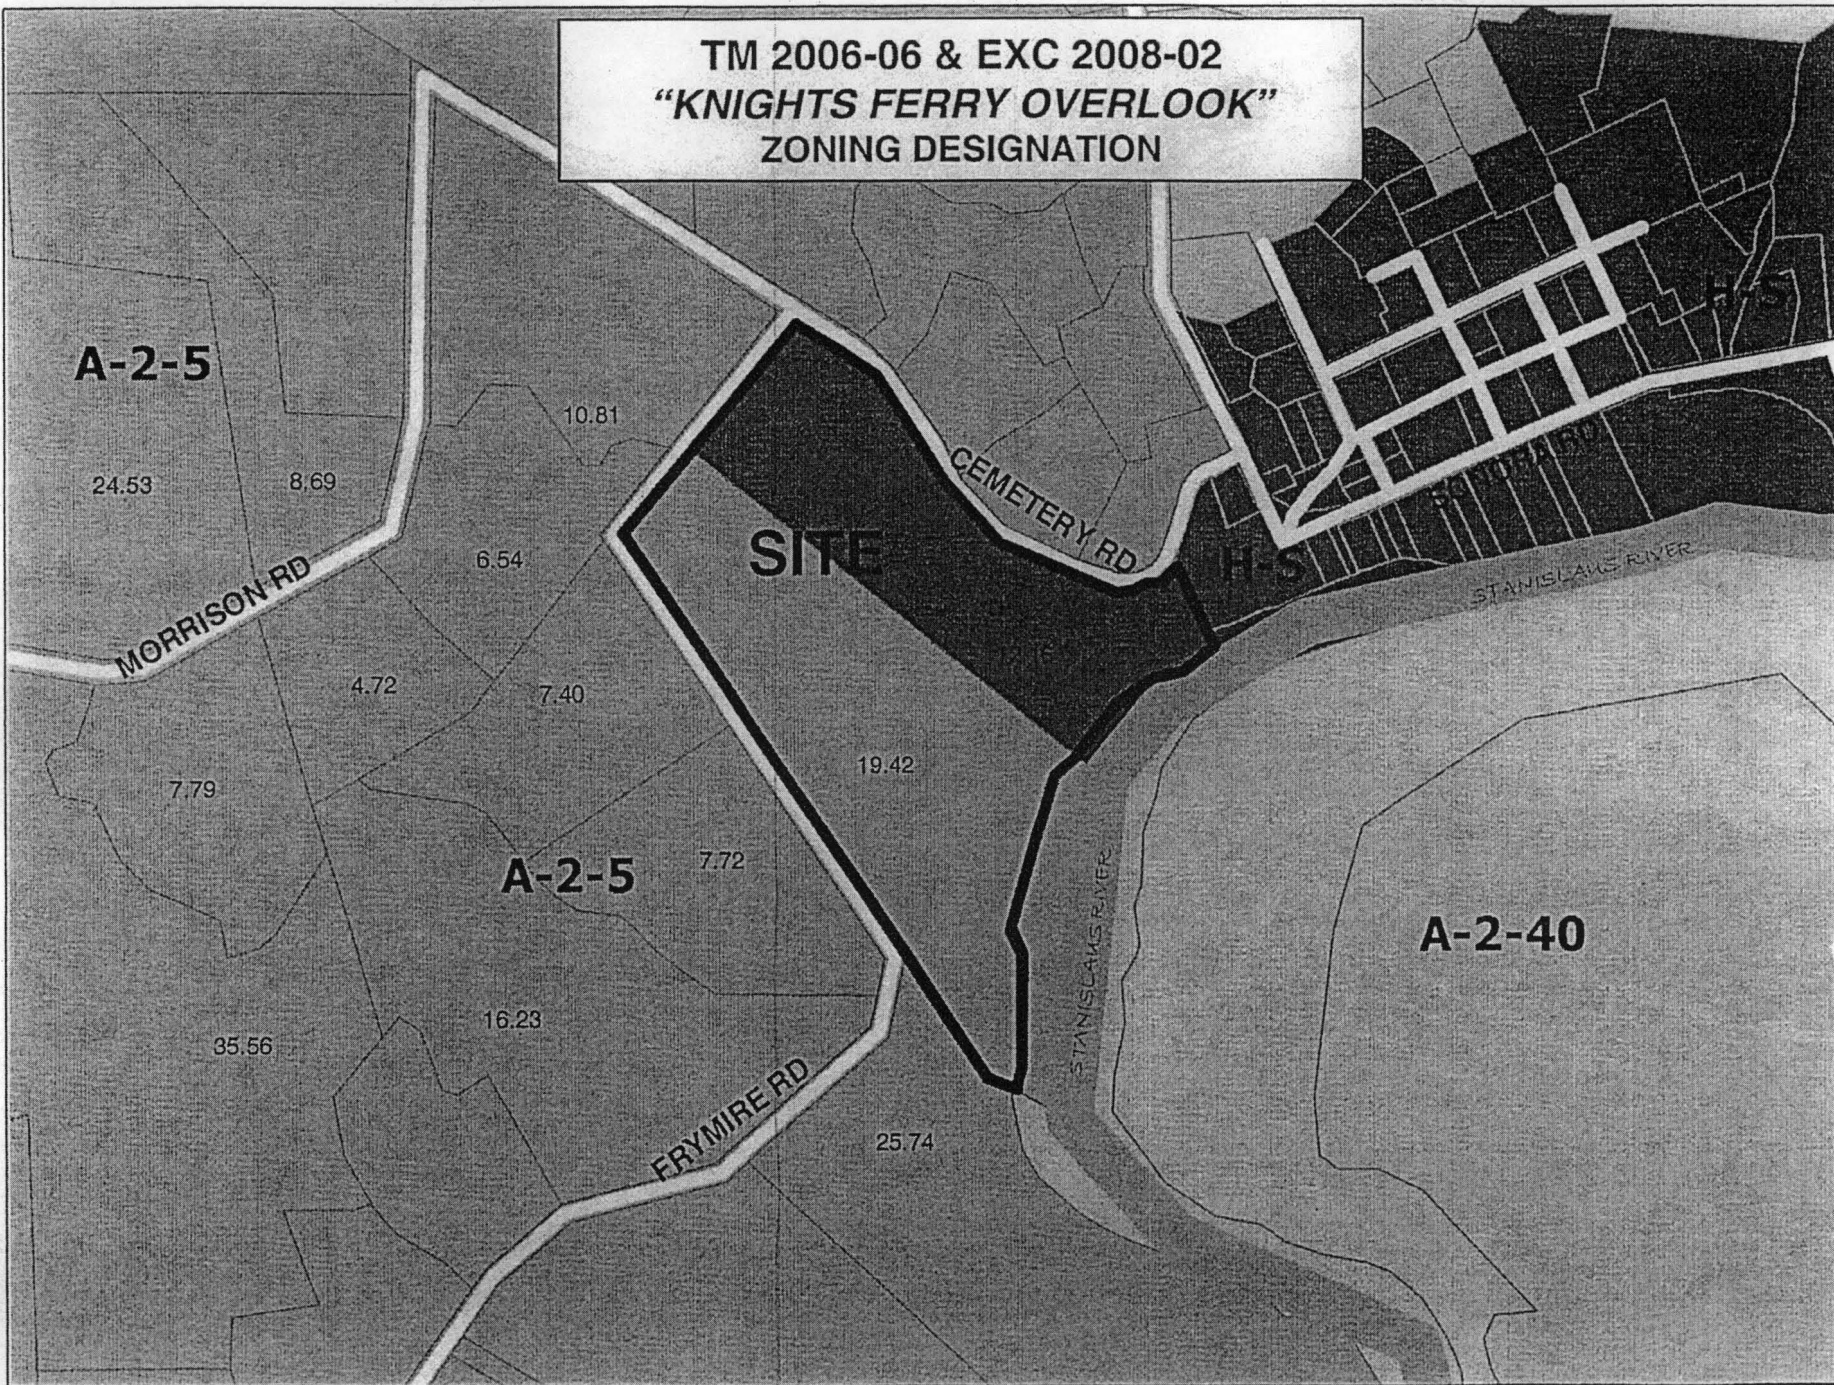 TM 2006-06 & EXC 2008-02
“KNIGHTS FERRY OVERLOOK”
ZONING DESIGNATION
H-S
A-2-5
10.81
24.53
8.69
CEMETERY RD
SONORA RD
SITE
H-S
6.54
STANISLAUS RIVER
MORRISON RD
4.72
7.40
19.42
7.79
7.72
A-2-5
A-2-40
STANISLAUS RIVER
16.23
35.56
FRYMIRE RD
25.74